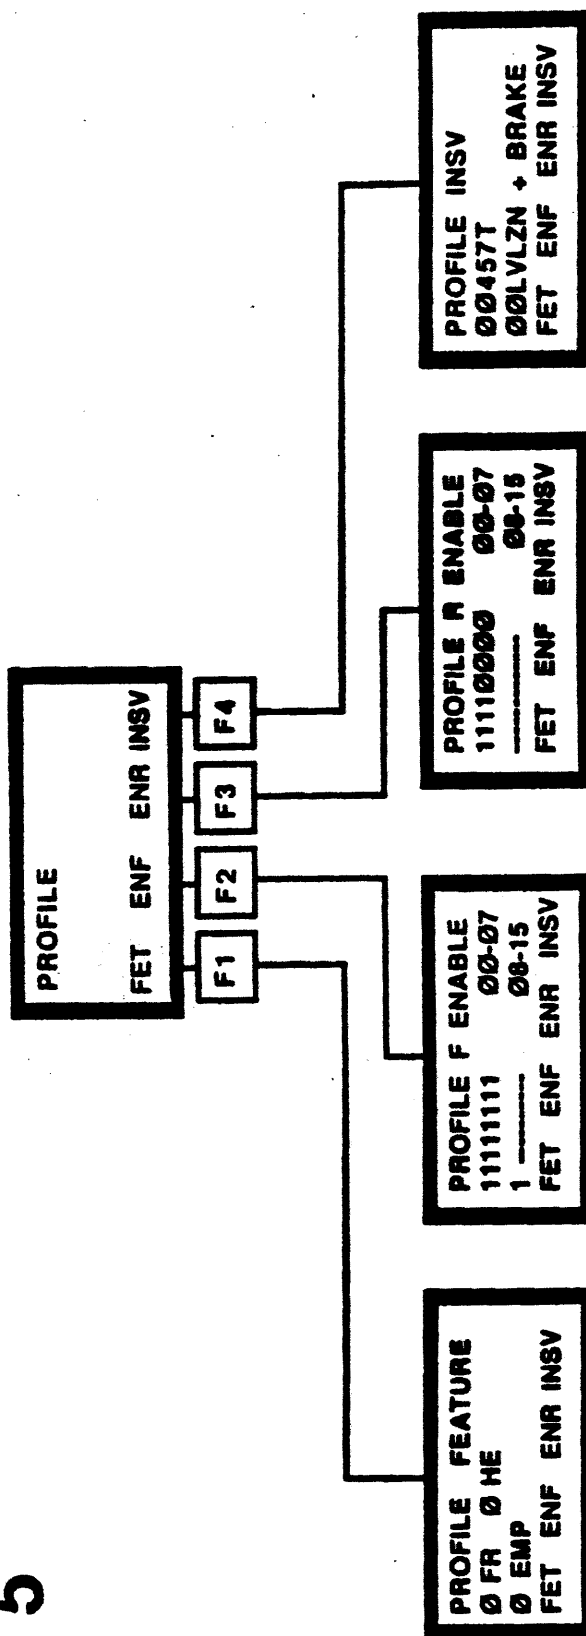 5
PROFILE
FET ENF ENR INSV
F1 F2 F3 F4
PROFILE FEATURE
Ø FR Ø HE
Ø EMP
FET ENF ENR INSV
PROFILE F ENABLE
11111111 ØØ-Ø7
1 ------- Ø8-15
FET ENF ENR INSV
PROFILE R ENABLE
1111ØØØØ ØØ-Ø7
-------- Ø8-15
FET ENF ENR INSV
PROFILE INSV
ØØ457T
ØØLVLZN + BRAKE
FET ENF ENR INSV